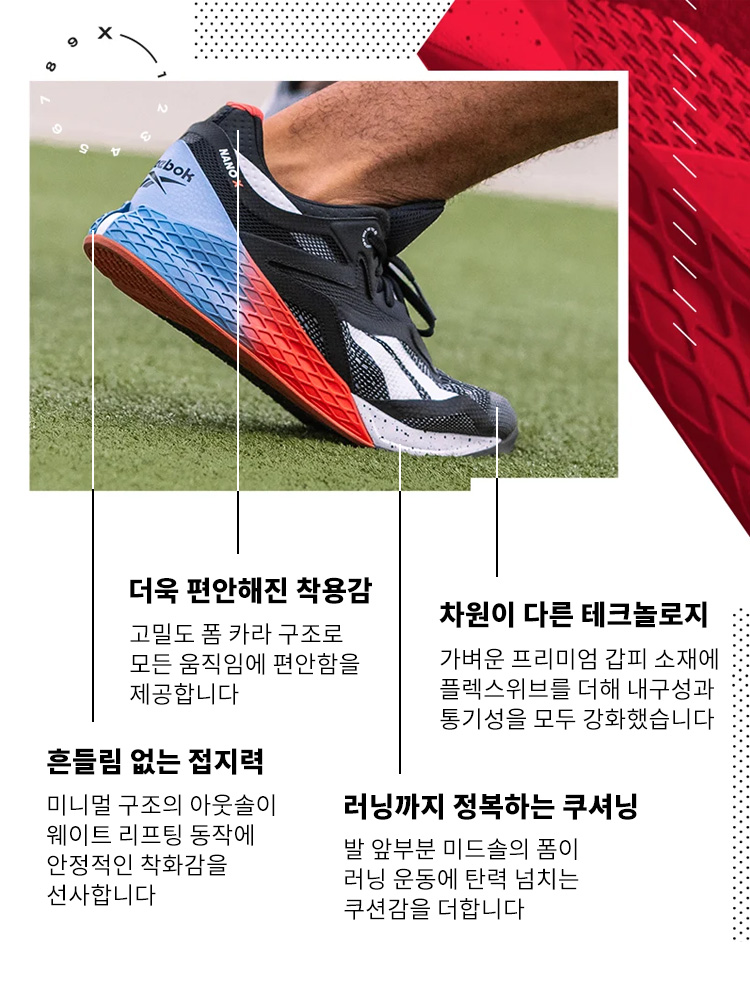 X
1
2
3
4
5
6
7
8
9
Reebok
NANO X
더욱 편안해진 착용감
고밀도 폼 카라 구조로
모든 움직임에 편안함을
제공합니다
차원이 다른 테크놀로지
가벼운 프리미엄 갑피 소재에
플렉스위브를 더해 내구성과
통기성을 모두 강화했습니다
흔들림 없는 접지력
미니멀 구조의 아웃솔이
웨이트 리프팅 동작에
안정적인 착화감을
선사합니다
러닝까지 정복하는 쿠셔닝
발 앞부분 미드솔의 폼이
러닝 운동에 탄력 넘치는
쿠션감을 더합니다